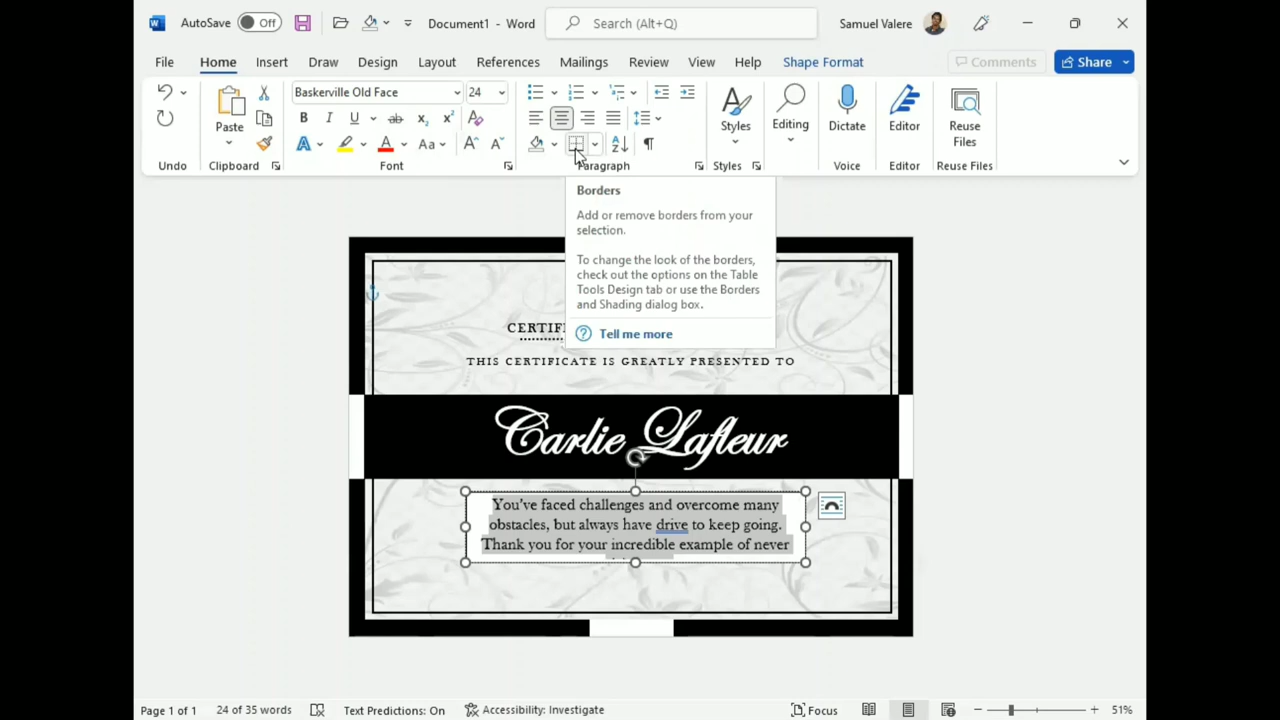 AutoSave Off Document1 - Word Search (Alt+Q) Samuel Valere
File Home Insert Draw Design Layout References Mailings Review View Help Shape Format Comments Share
Baskerville Old Face 24
Paste
Styles
Editing
Dictate
Editor
Reuse
Files
Undo Clipboard Font Paragraph Styles Voice Editor Reuse Files
Borders
Add or remove borders from your
selection.
To change the look of the borders,
check out the options on the Table
Tools Design tab or use the Borders
and Shading dialog box.
Tell me more
CERTIF
THIS CERTIFICATE IS GREATLY PRESENTED TO
Carlie Lafleur
You've faced challenges and overcome many
obstacles, but always have drive to keep going.
Thank you for your incredible example of never
Page 1 of 1 24 of 35 words Text Predictions: On Accessibility: Investigate Focus 51%